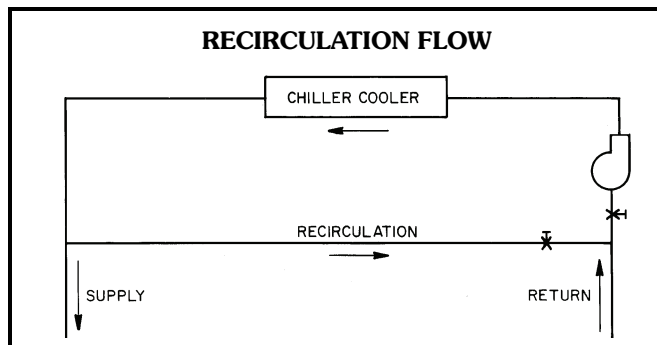 RECIRCULATION FLOW
CHILLER COOLER
RECIRCULATION
SUPPLY
RETURN